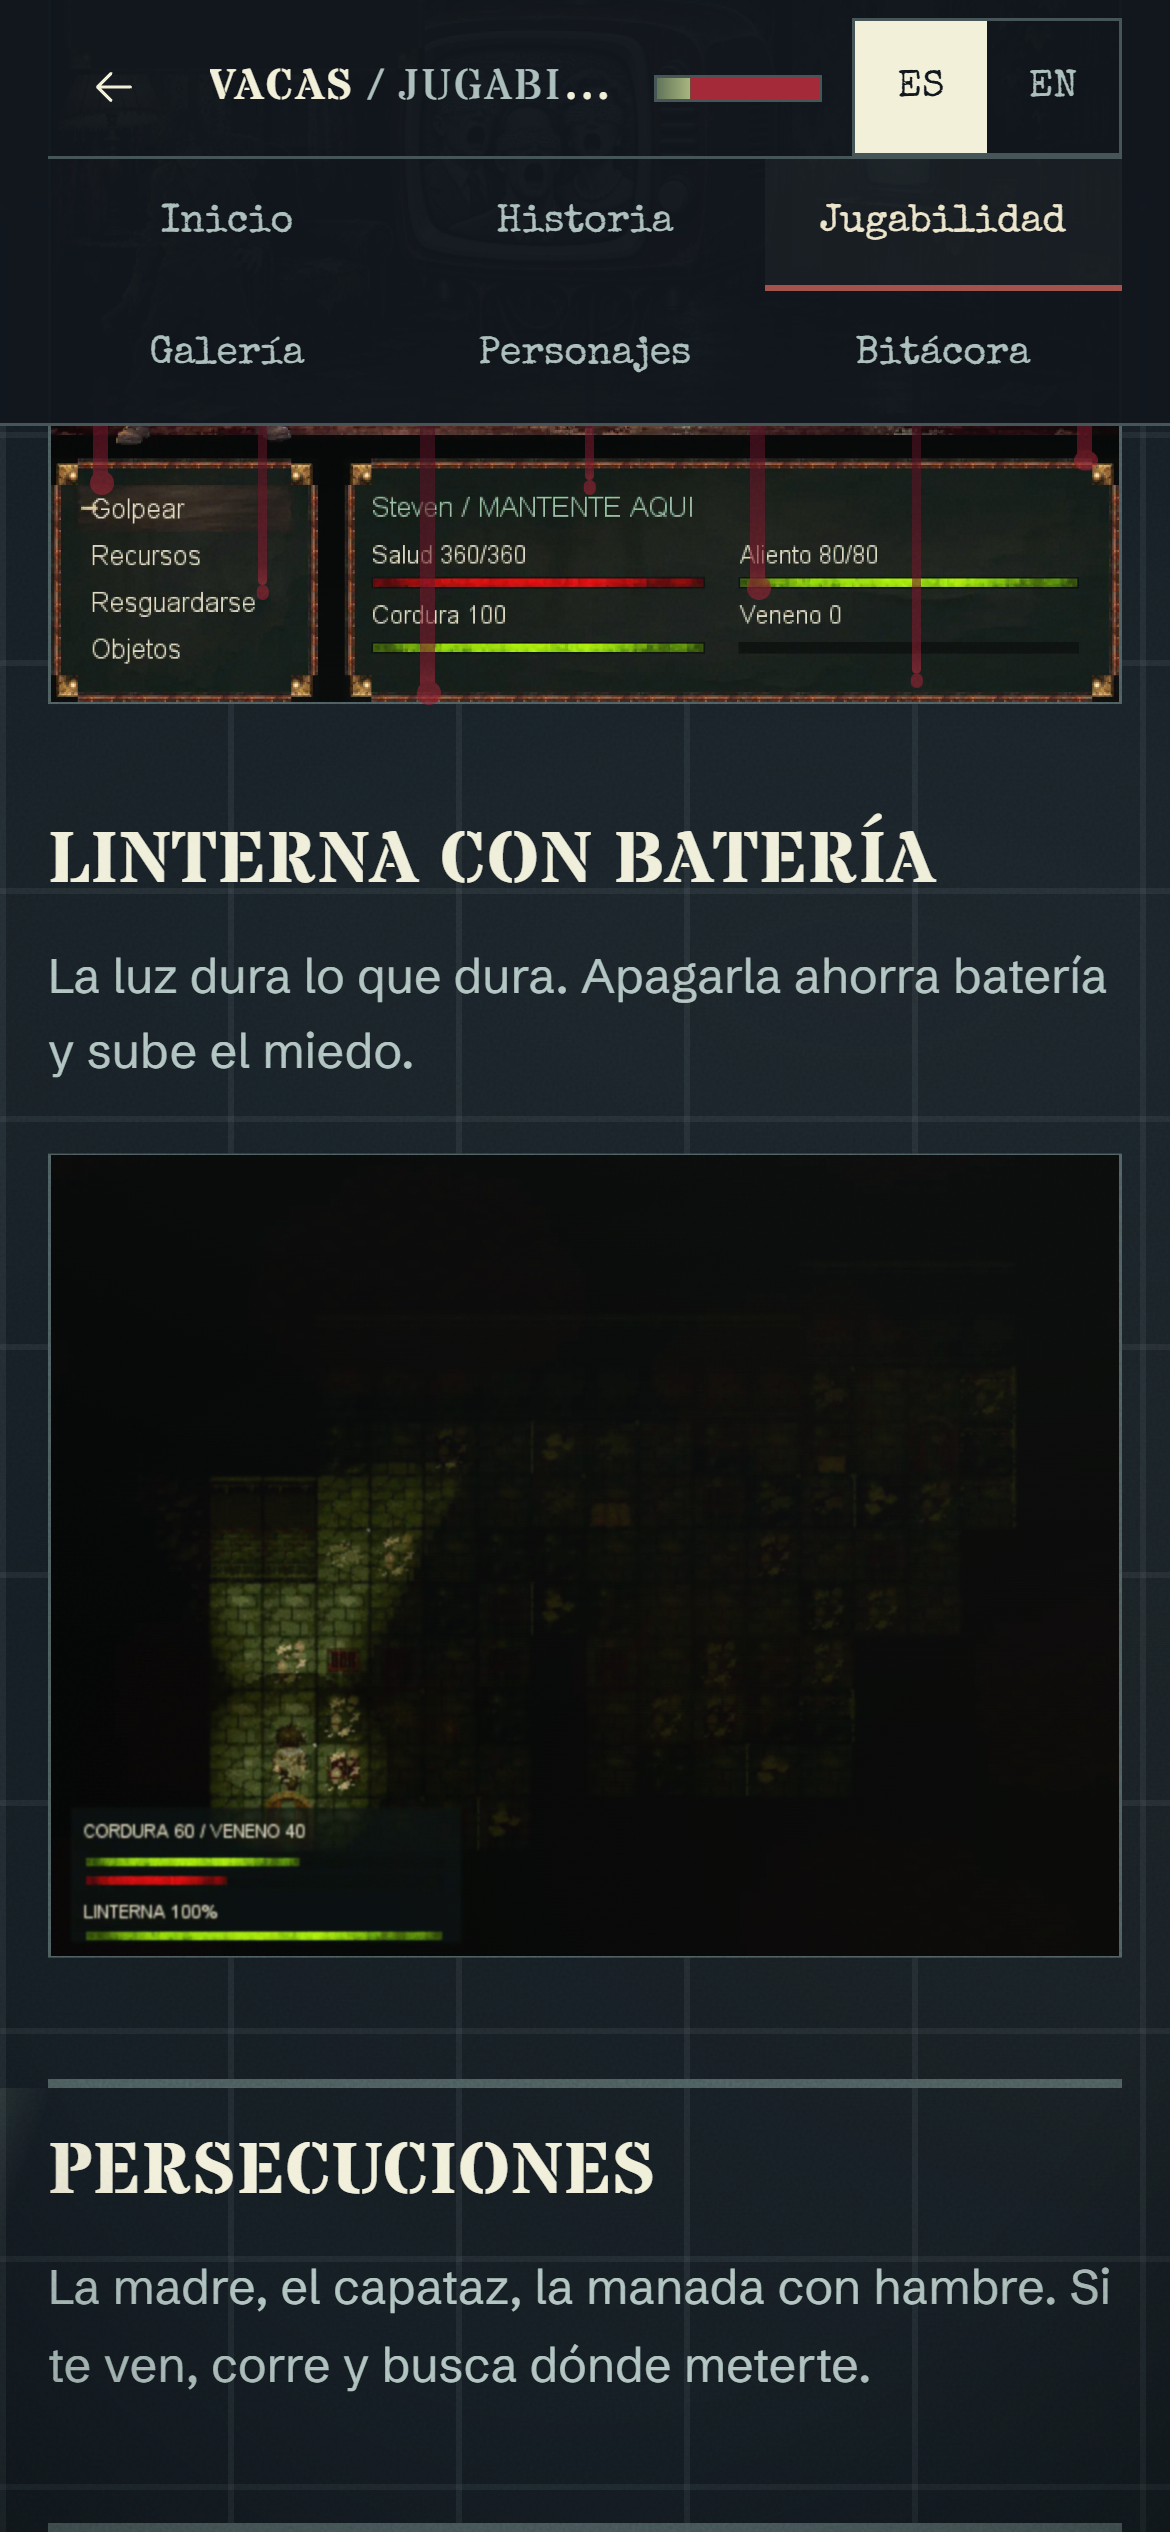 VACAS / JUGABI...
ES
EN
Inicio
Historia
Jugabilidad
Galería
Personajes
Bitácora
Golpear
Recursos
Resguardarse
Objetos
Steven / MANTENTE AQUI
Salud 360/360
Aliento 80/80
Cordura 100
Veneno 0
LINTERNA CON BATERÍA
La luz dura lo que dura. Apagarla ahorra batería
y sube el miedo.
CORDURA 60 / VENENO 40
LINTERNA 100%
PERSECUCIONES
La madre, el capataz, la manada con hambre. Si
te ven, corre y busca dónde meterte.